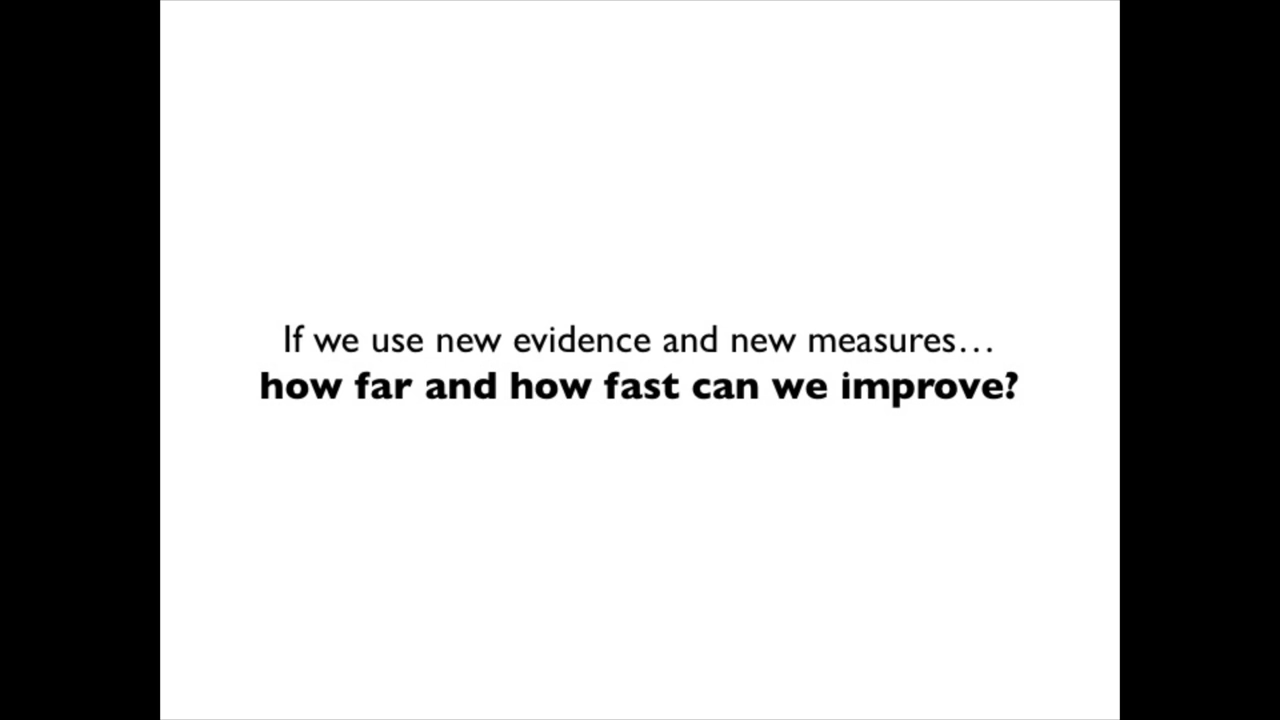 If we use new evidence and new measures…
how far and how fast can we improve?